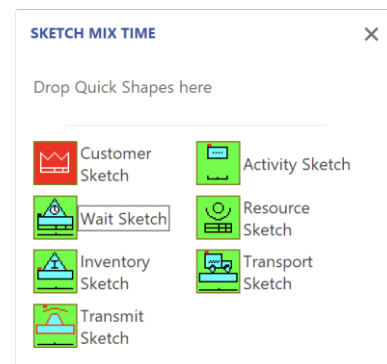 SKETCH MIX TIME
Drop Quick Shapes here
Customer
Sketch
Activity Sketch
Wait Sketch
Resource
Sketch
Inventory
Sketch
Transport
Sketch
Transmit
Sketch